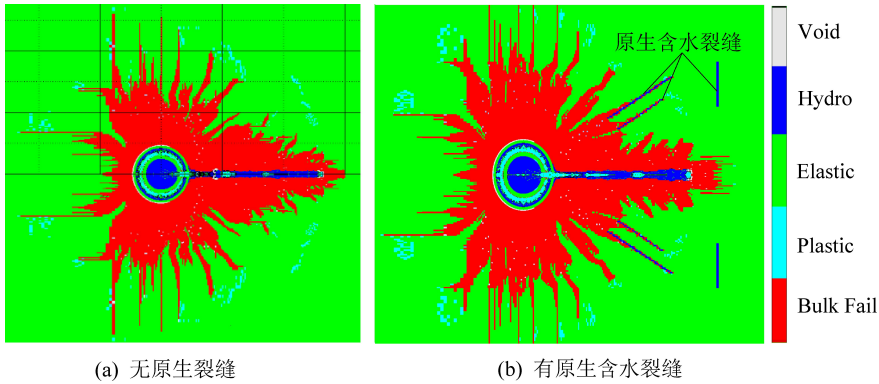 原生含水裂缝
Void
Hydro
Elastic
Plastic
Bulk Fail
(a) 无原生裂缝
(b) 有原生含水裂缝